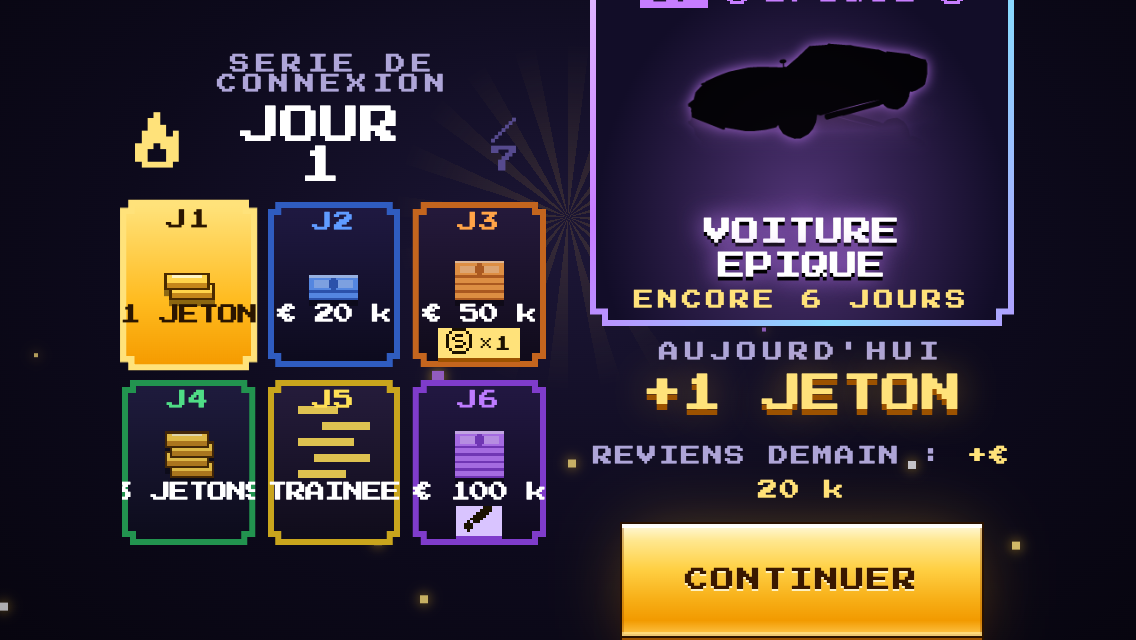 SERIE DE
CONNEXION
JOUR
1
/
7
J1
1 JETON
J2
€ 20 k
J3
€ 50 k
S ×1
J4
JETONS
J5
TRAINEE
J6
€ 100 k
VOITURE
EPIQUE
ENCORE 6 JOURS
AUJOURD'HUI
+1 JETON
REVIENS DEMAIN : +€
20 k
CONTINUER